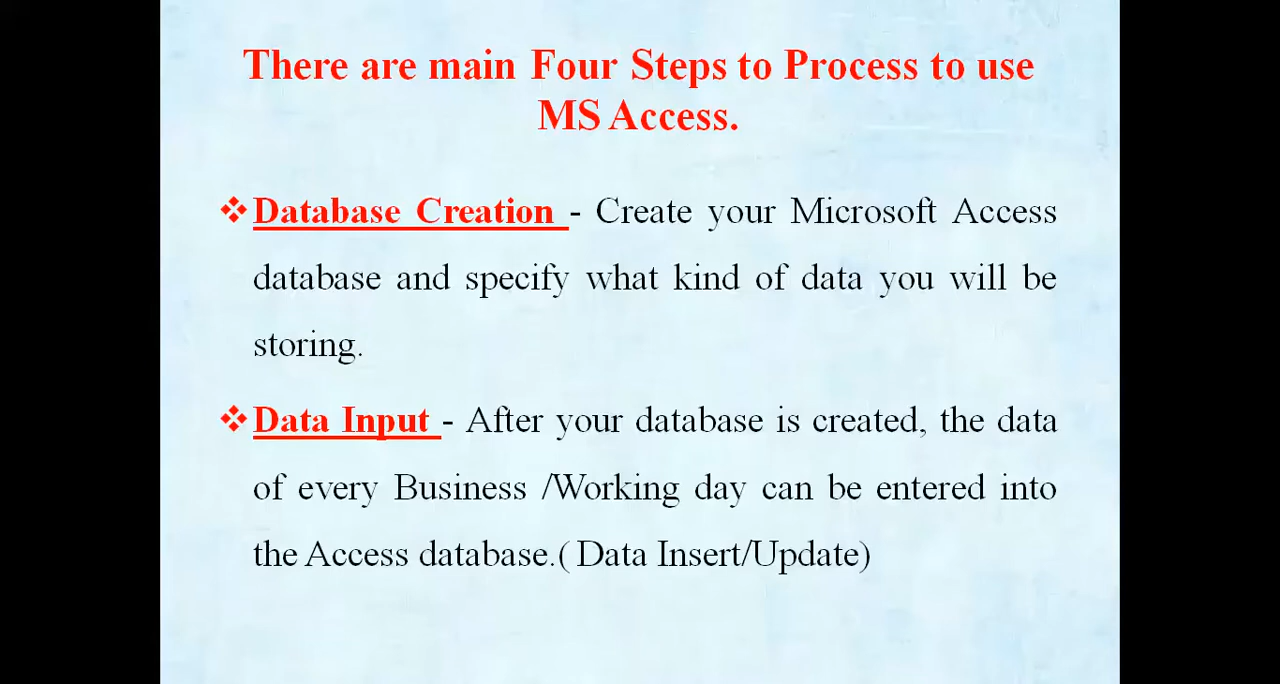 There are main Four Steps to Process to use
MS Access.
❖Database Creation - Create your Microsoft Access
database and specify what kind of data you will be
storing.
❖Data Input - After your database is created, the data
of every Business /Working day can be entered into
the Access database.( Data Insert/Update)